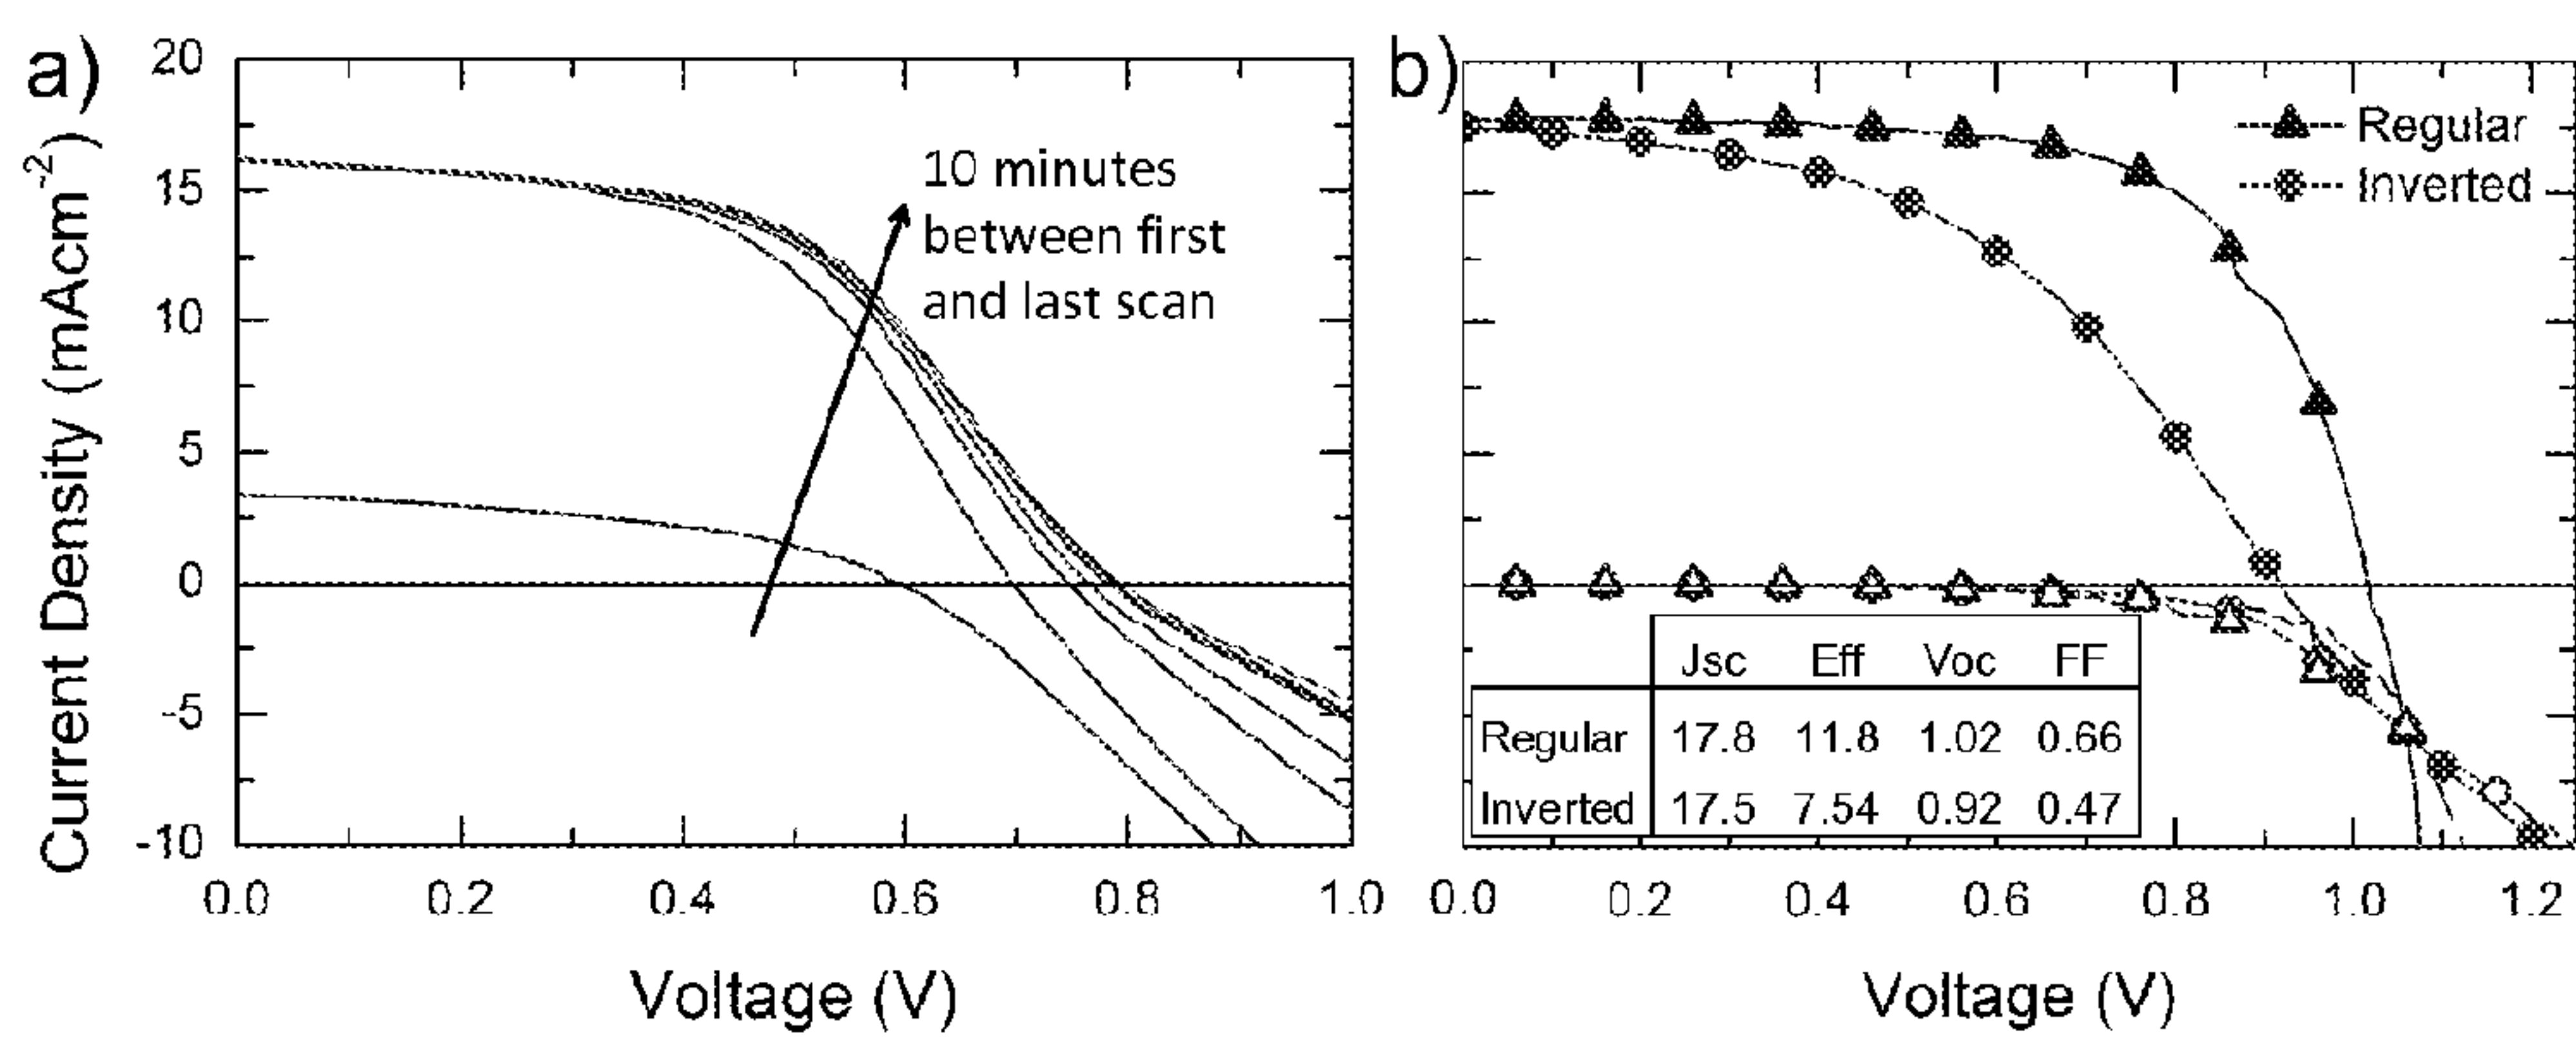 a)
20
15
10
5
0
-5
-10
Current Density (mAcm-2)
10 minutes
between first
and last scan
0.0 0.2 0.4 0.6 0.8 1.0
Voltage (V)
b)
Regular
Inverted
Jsc Eff Voc FF
Regular 17.8 11.8 1.02 0.66
Inverted 17.5 7.54 0.92 0.47
0.0 0.2 0.4 0.6 0.8 1.0 1.2
Voltage (V)